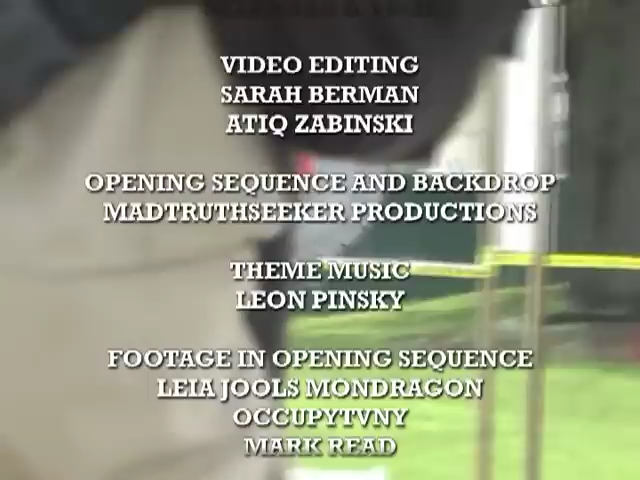 VIDEO EDITING
SARAH BERMAN
ATIQ ZABINSKI
OPENING SEQUENCE AND BACKDROP
MADTRUTHSEEKER PRODUCTIONS
THEME MUSIC
LEON PINSKY
FOOTAGE IN OPENING SEQUENCE
LEIA JOOLS MONDRAGON
OCCUPYTVNY
MARK READ